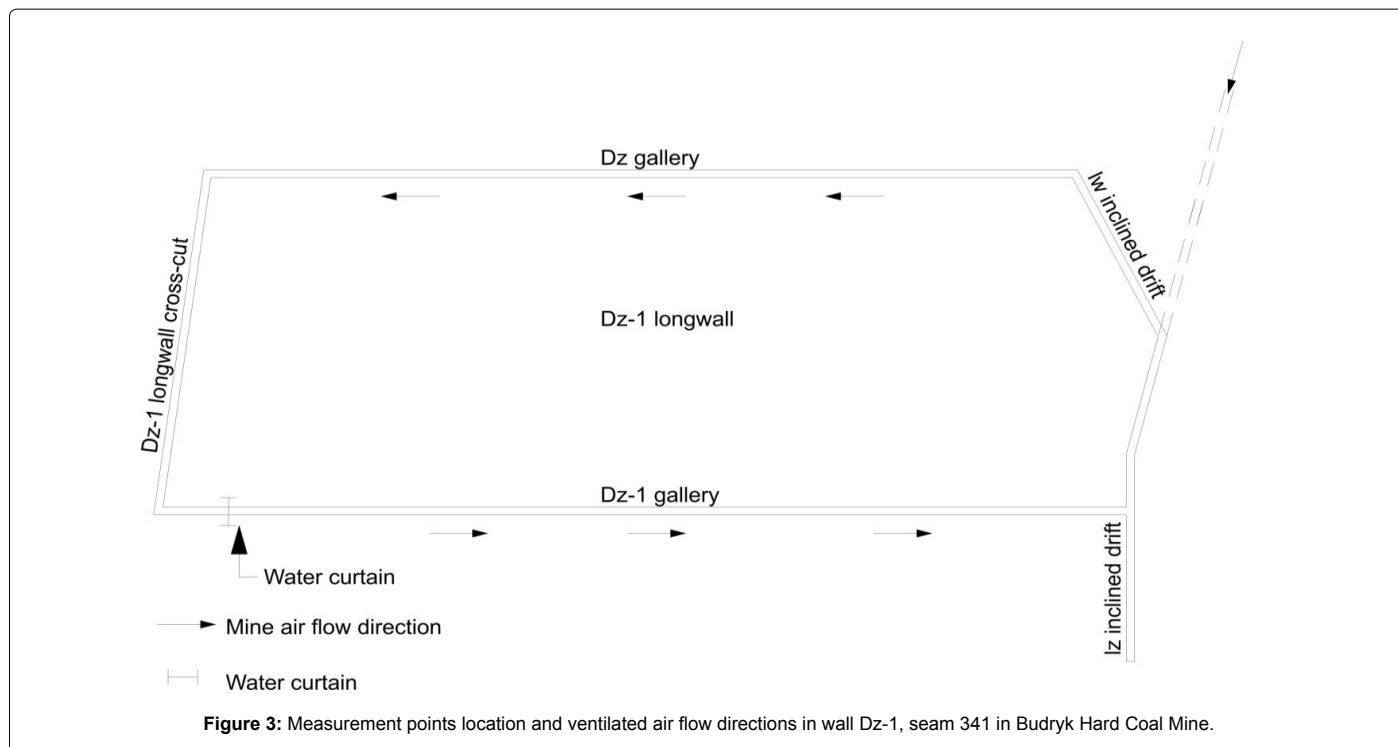 Dz gallery
Iw inclined drift
Dz-1 longwall cross-cut
Dz-1 longwall
Dz-1 gallery
Water curtain
Iz inclined drift
Mine air flow direction
Water curtain
Figure 3: Measurement points location and ventilated air flow directions in wall Dz-1, seam 341 in Budryk Hard Coal Mine.